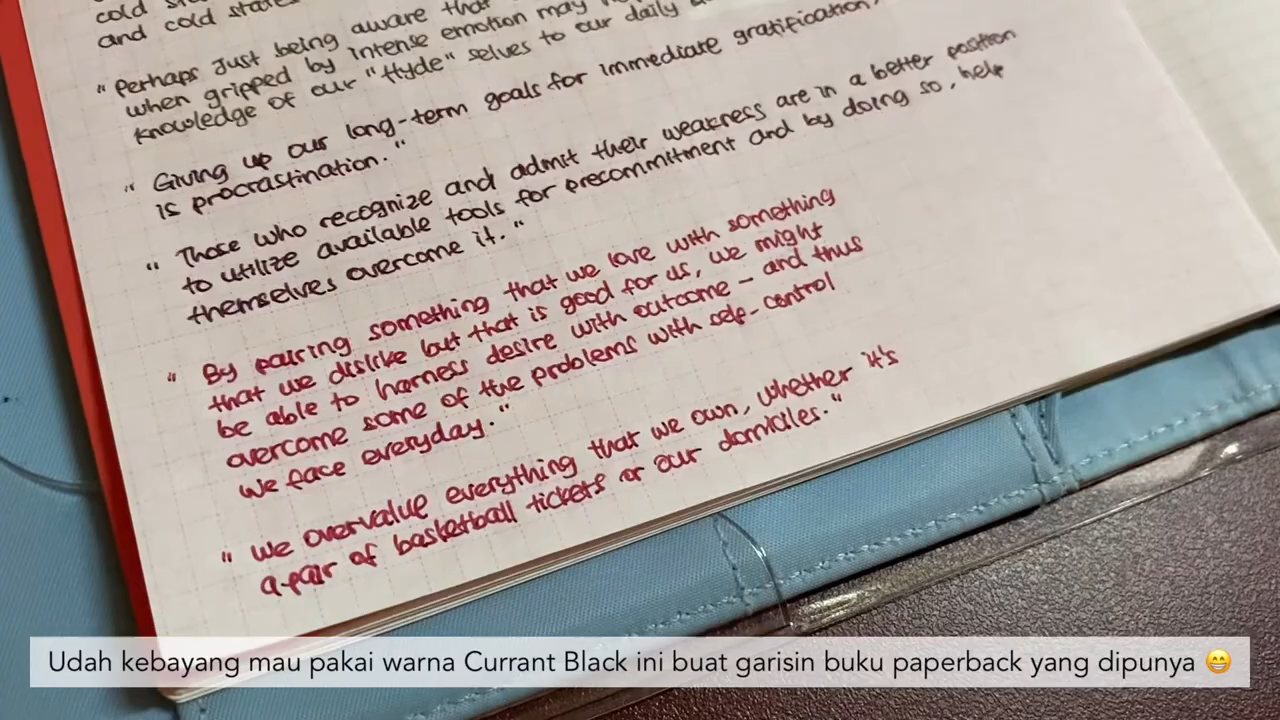 and cold states
"Perhaps just being aware that
when gripped by intense emotion may
knowledge of our "Hyde" selves to our daily
"Giving up our long-term goals for immediate gratification,
is procrastination."
"Those who recognize and admit their weakness are in a better position
to utilize available tools for precommitment and by doing so, help
themselves overcome it."
"By pairing something that we love with something
that we dislike but that is good for us, we might
be able to harness desire with outcome – and thus
overcome some of the problems with self-control
we face everyday."
"We overvalue everything that we own, whether it's
a pair of basketball tickets or our domiciles."
Udah kebayang mau pakai warna Currant Black ini buat garisin buku paperback yang dipunya 😁